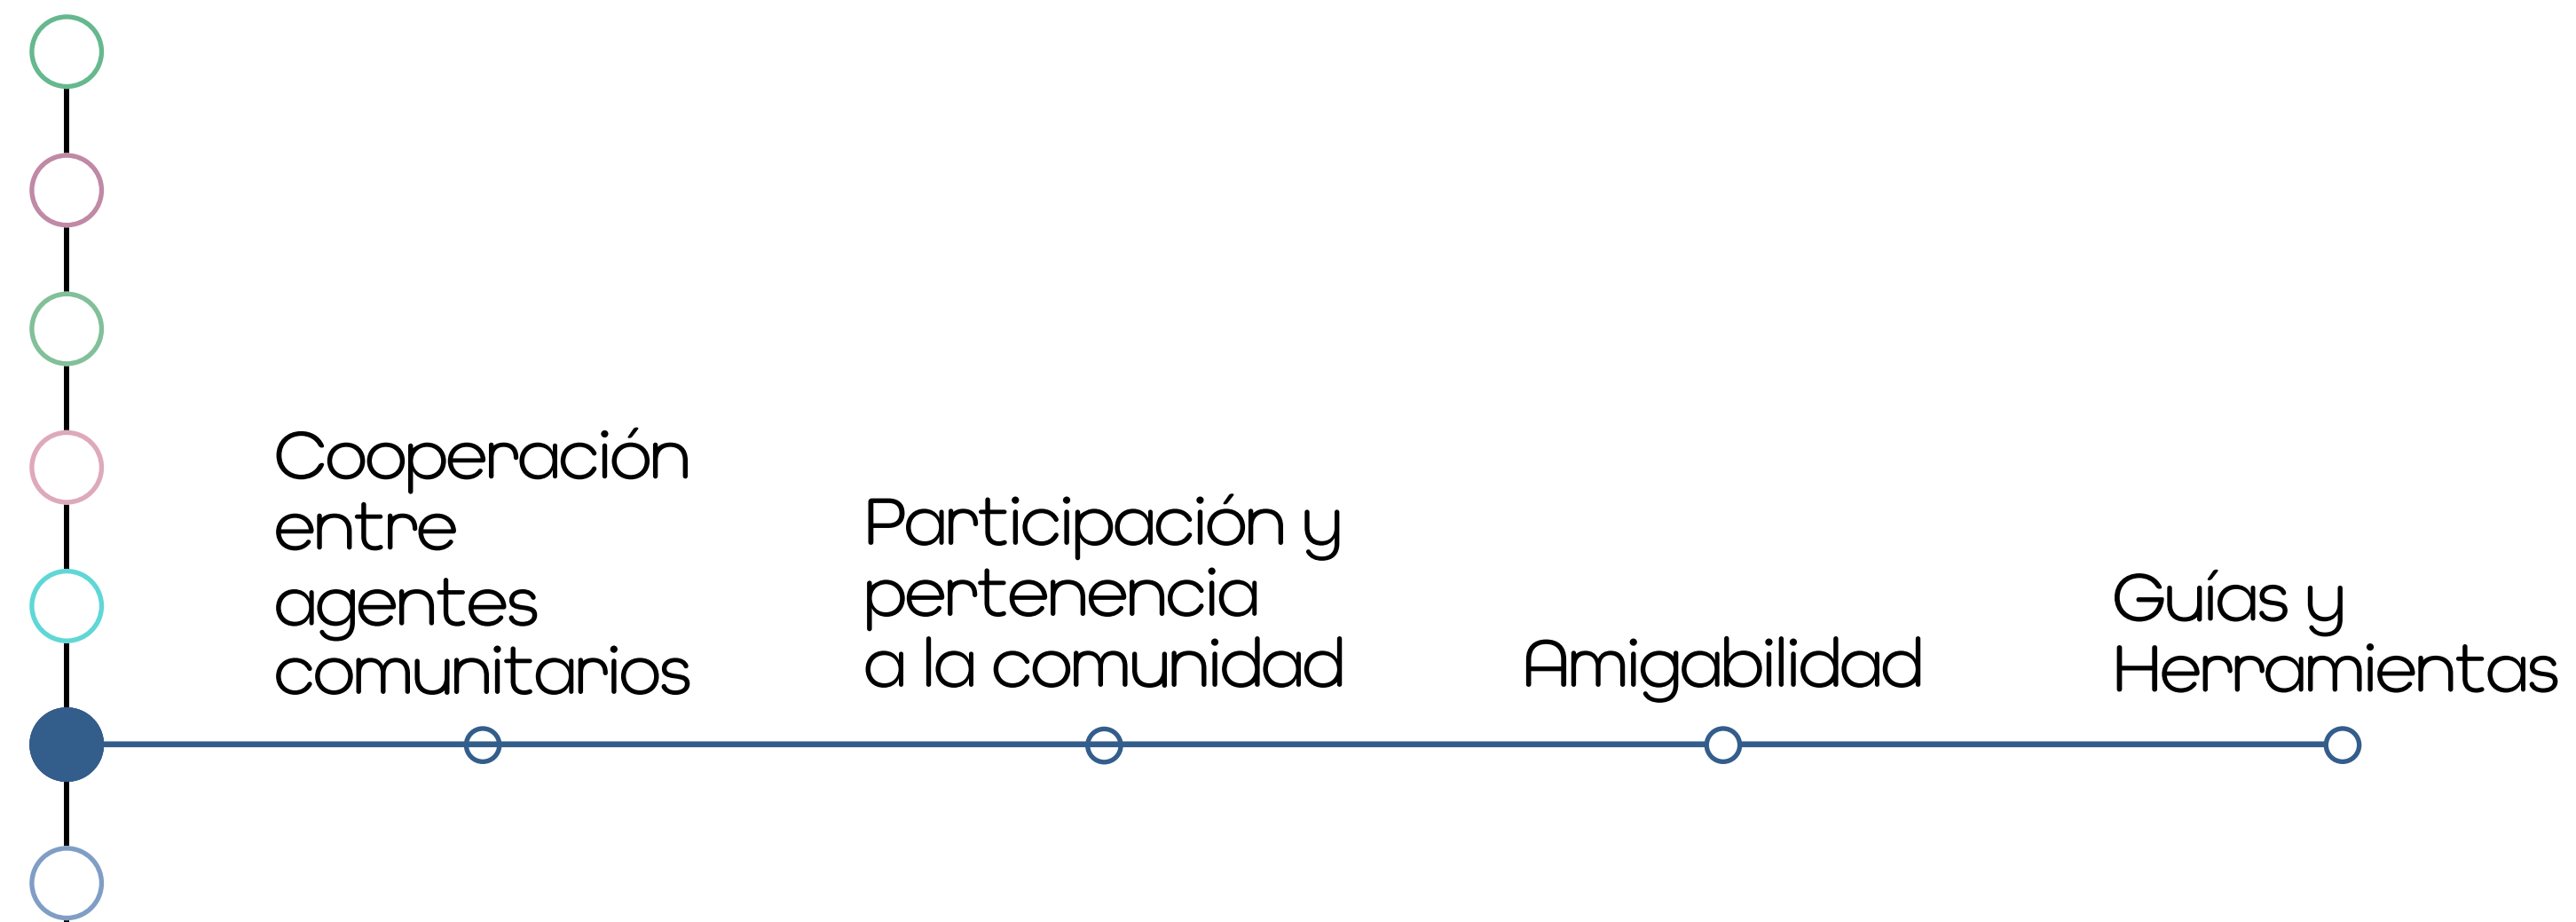 Cooperación
entre
agentes
comunitarios
Participación y
pertenencia
a la comunidad
Amigabilidad
Guías y
Herramientas